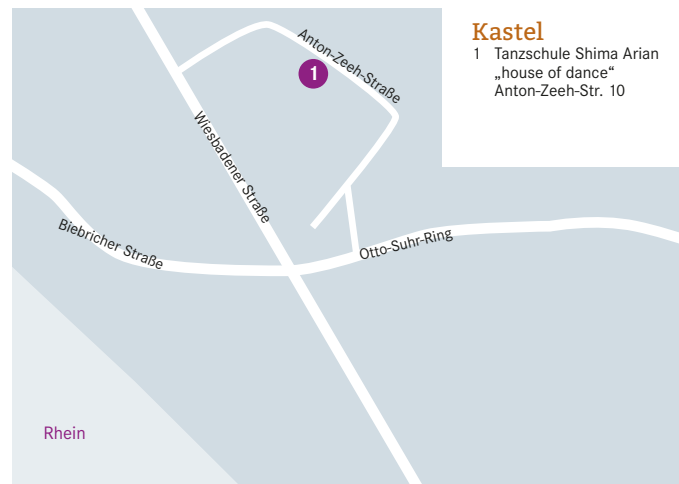 Kastel
1 Tanzschule Shima Arian
„house of dance“
Anton-Zeeh-Str. 10
Anton-Zeeh-Straße
1
Wiesbadener Straße
Biebricher Straße
Otto-Suhr-Ring
Rhein